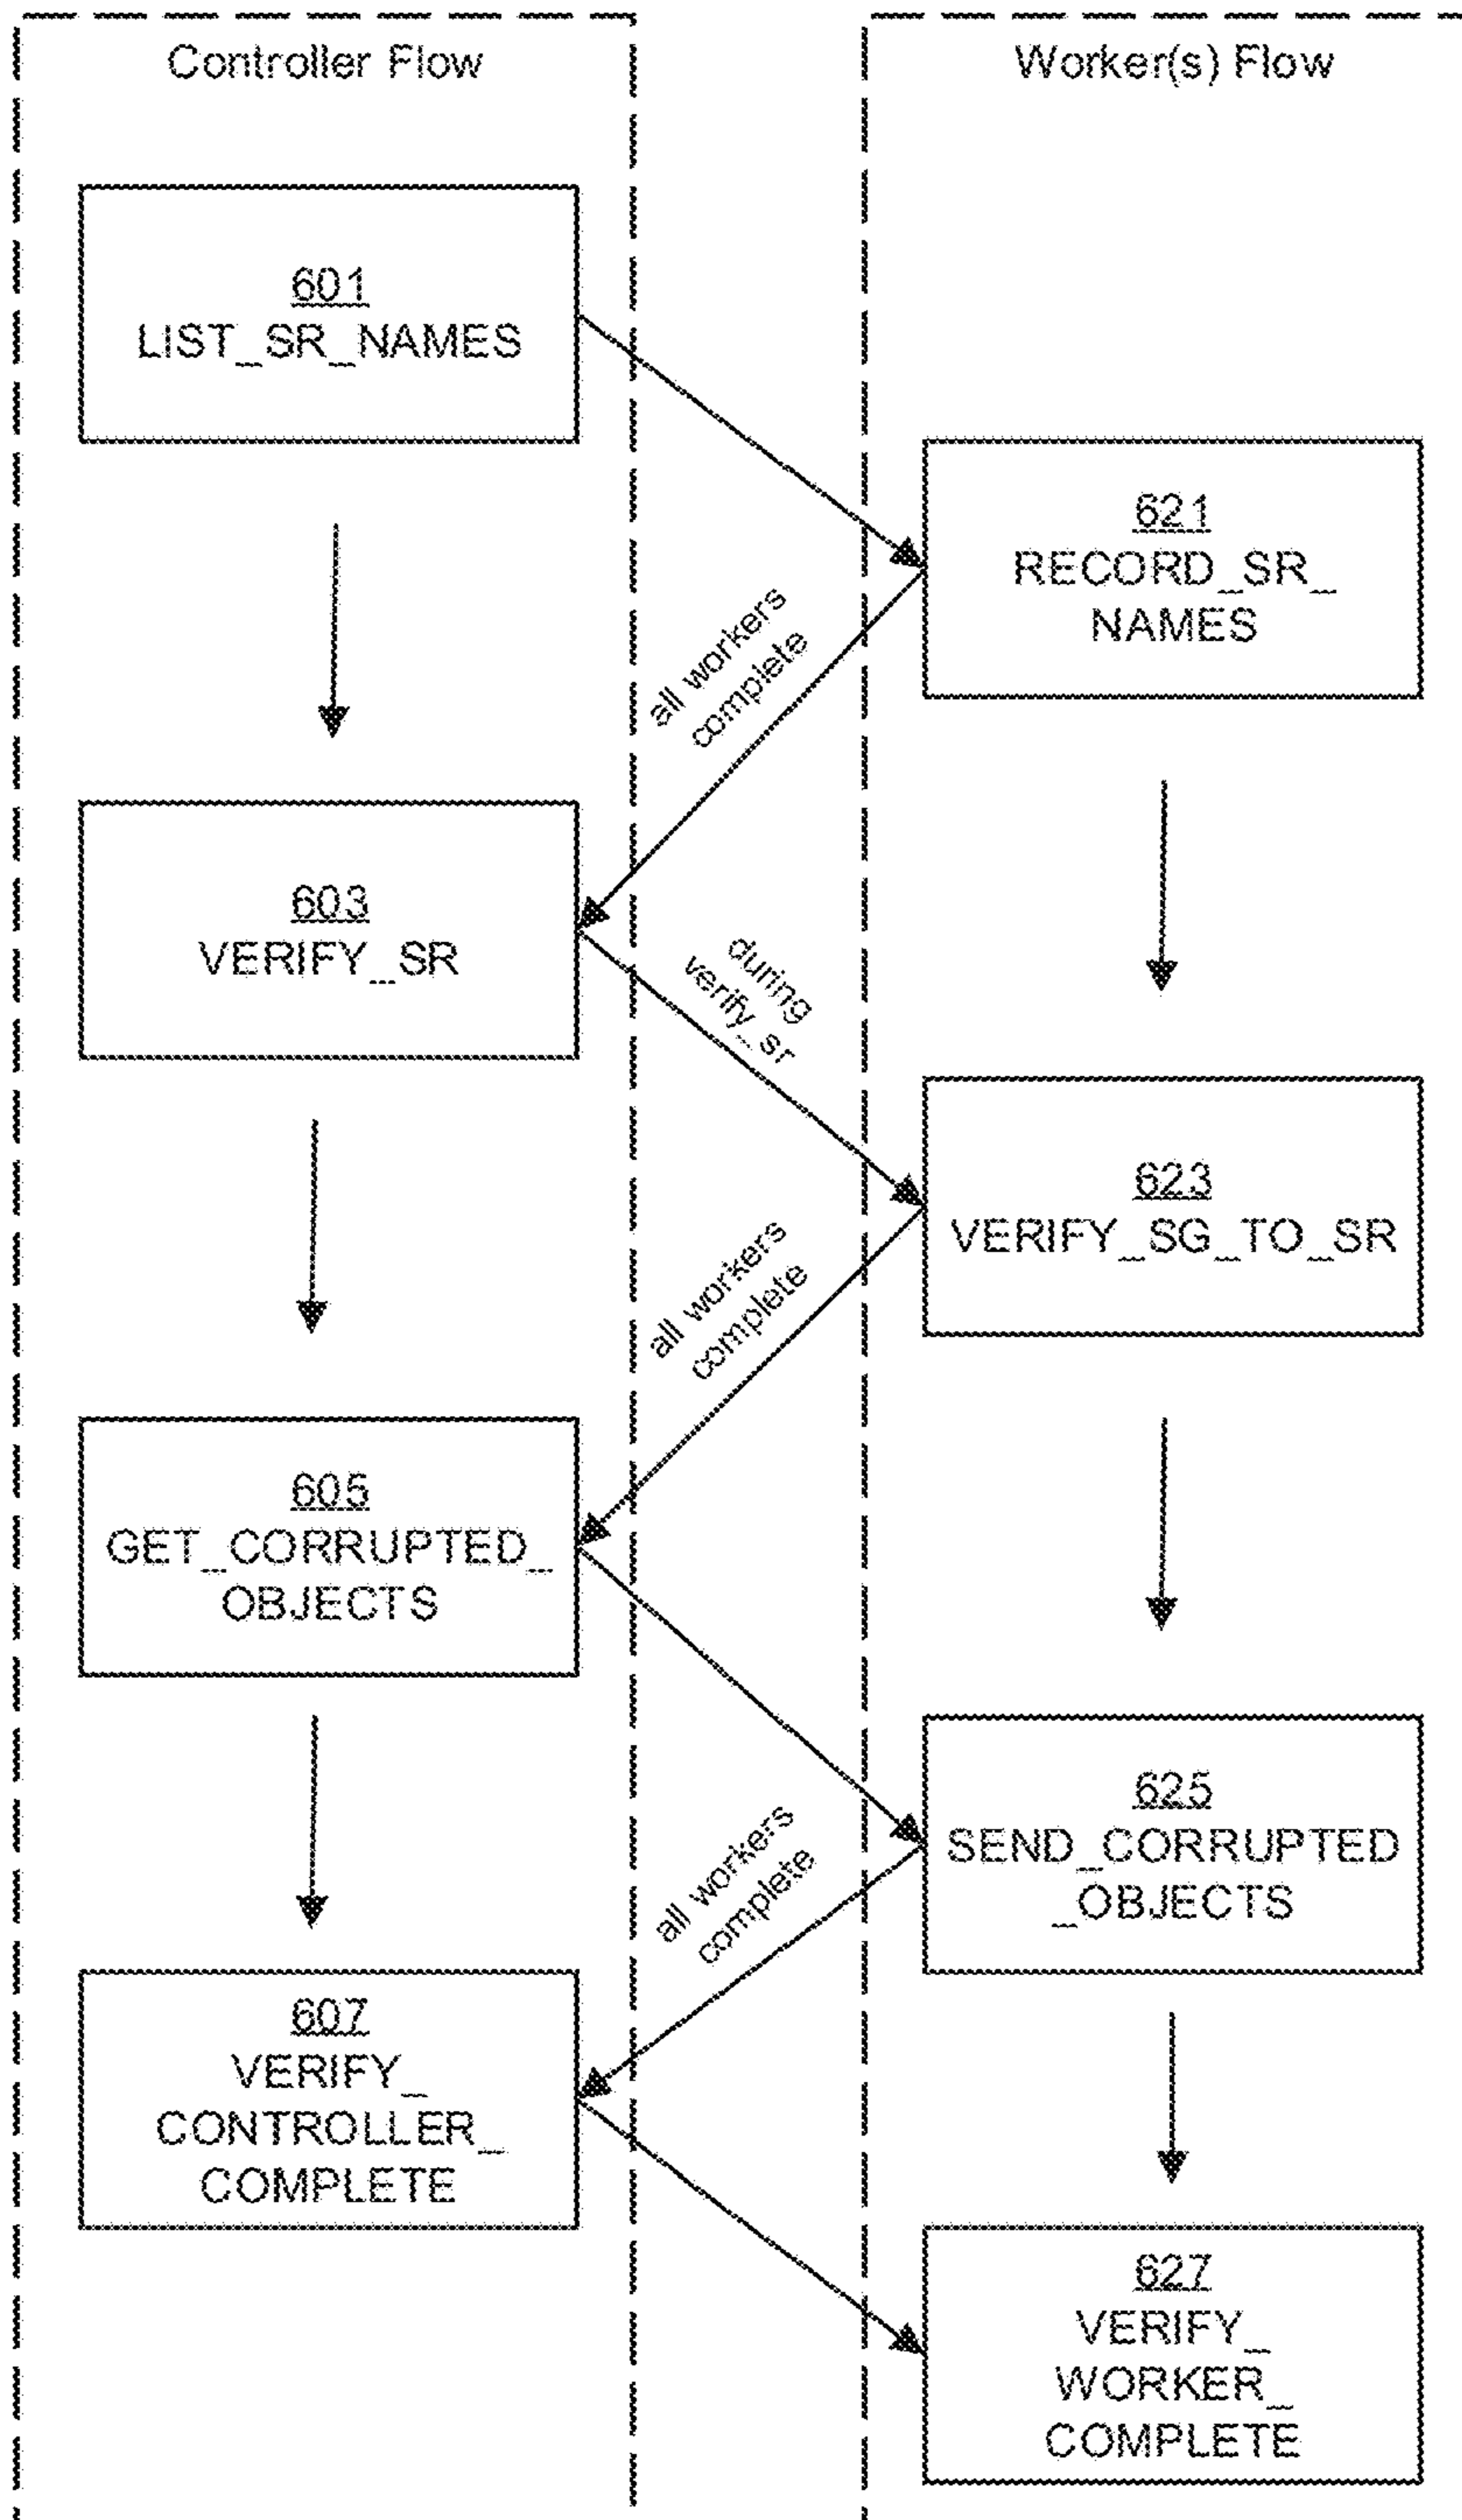 Controller Flow
Worker(s) Flow
601
LIST_SR_NAMES
621
RECORD_SR_
NAMES
all workers
complete
603
VERIFY_SR
during
verify_sr
623
VERIFY_SG_TO_SR
all workers
complete
605
GET_CORRUPTED_
OBJECTS
625
SEND_CORRUPTED
_OBJECTS
all workers
complete
607
VERIFY_
CONTROLLER_
COMPLETE
627
VERIFY_
WORKER_
COMPLETE